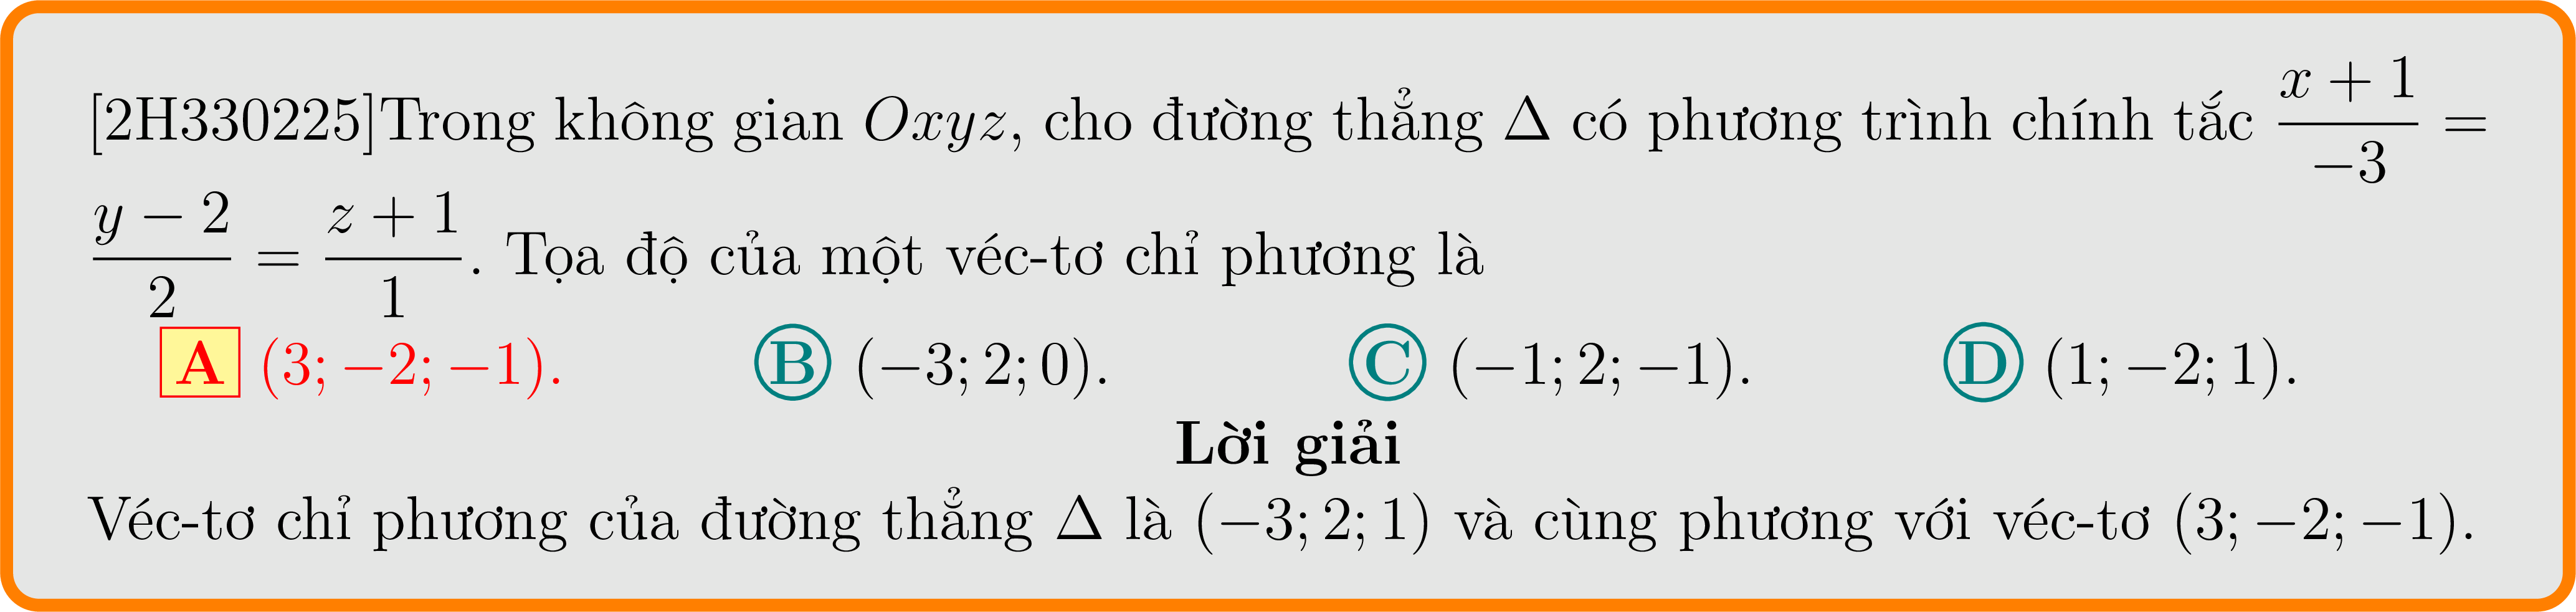 [2H330225]Trong không gian Oxyz, cho đường thẳng Δ có phương trình chính tắc \frac{x + 1}{−3} =
\frac{y − 2}{2} = \frac{z + 1}{1}. Tọa độ của một véc-tơ chỉ phương là
A (3; −2; −1). B (−3; 2; 0). C (−1; 2; −1). D (1; −2; 1).
Lời giải
Véc-tơ chỉ phương của đường thẳng Δ là (−3; 2; 1) và cùng phương với véc-tơ (3; −2; −1).